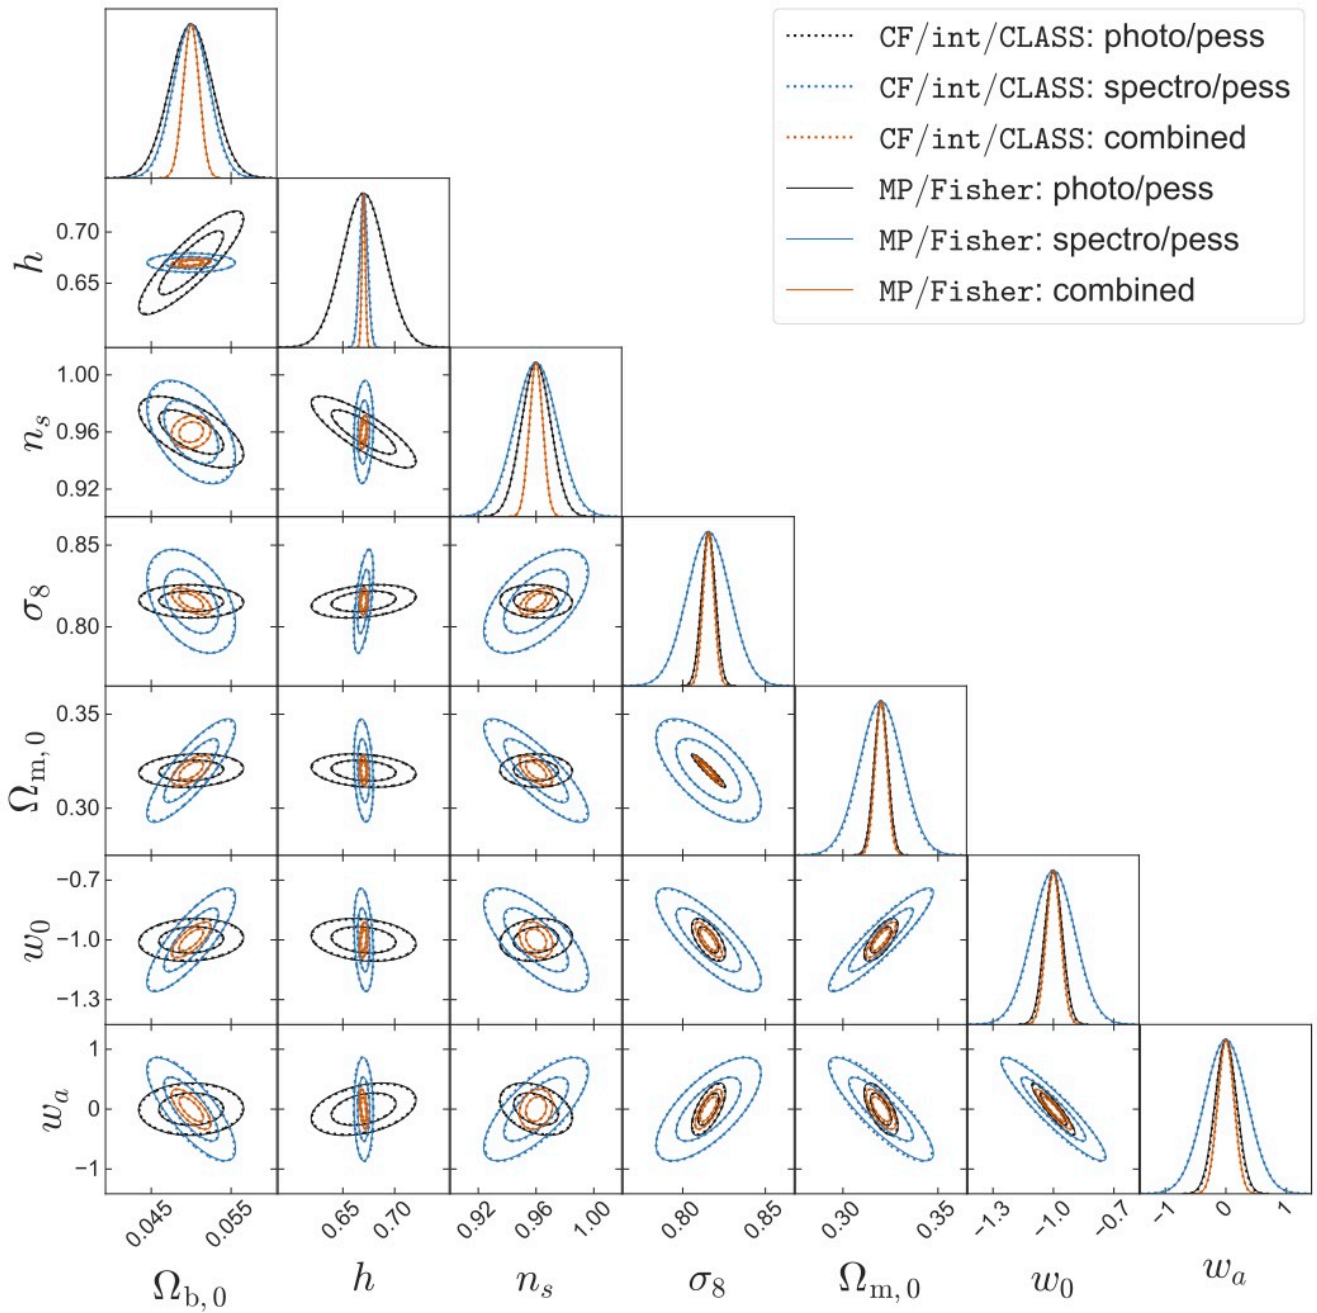 CF/int/CLASS: photo/pess
CF/int/CLASS: spectro/pess
CF/int/CLASS: combined
MP/Fisher: photo/pess
MP/Fisher: spectro/pess
MP/Fisher: combined
0.70
h
0.65
1.00
n_s
0.96
0.92
0.85
σ_8
0.80
0.35
Ω_{m,0}
0.30
−0.7
w_0
−1.0
−1.3
1
w_a
0
−1
0.045 0.055 0.65 0.70 0.92 0.96 1.00 0.80 0.85 0.30 0.35 −1.3 −1.0 −0.7 −1 0 1
Ω_{b,0} h n_s σ_8 Ω_{m,0} w_0 w_a